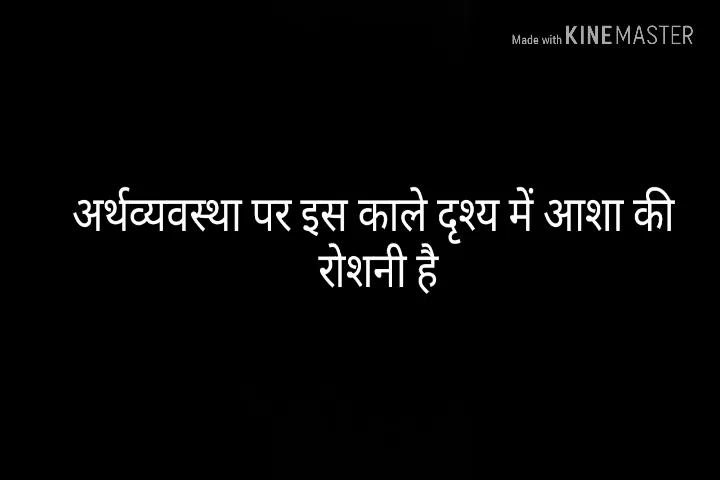 Made with KINEMASTER
अर्थव्यवस्था पर इस काले दृश्य में आशा की
रोशनी है